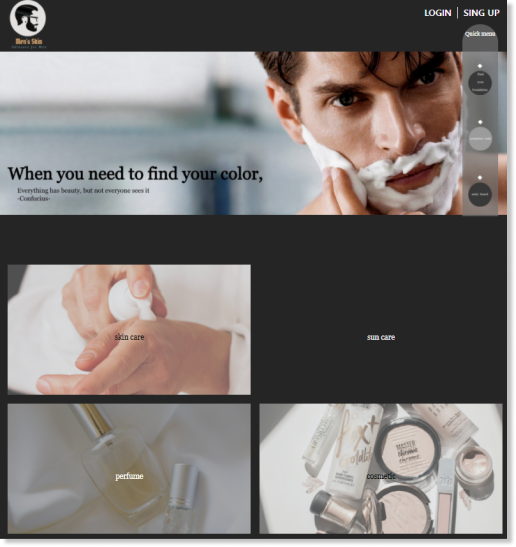 LOGIN | SING UP
Men's Skin
Quick menu
When you need to find your color,
Everything has beauty, but not everyone sees it
-Confucius-
skin care
sun care
perfume
cosmetic